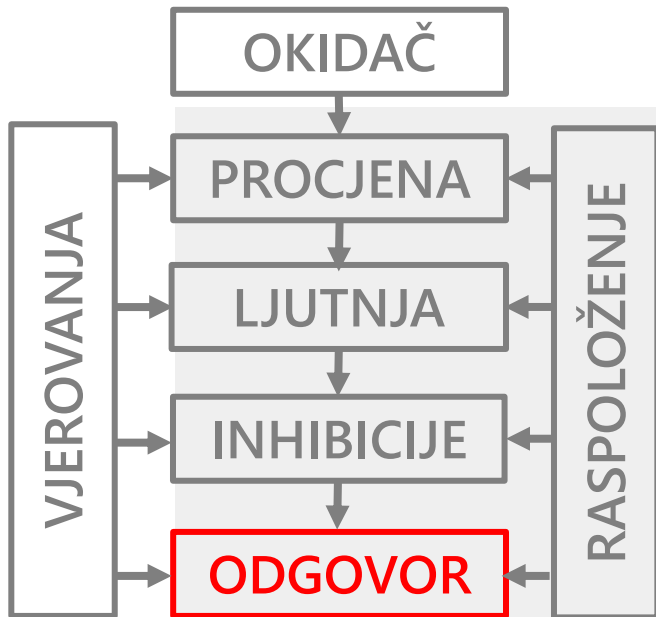 OKIDAČ
PROCJENA
LJUTNJA
INHIBICIJE
ODGOVOR
VJEROVANJA
RASPOLOŽENJE